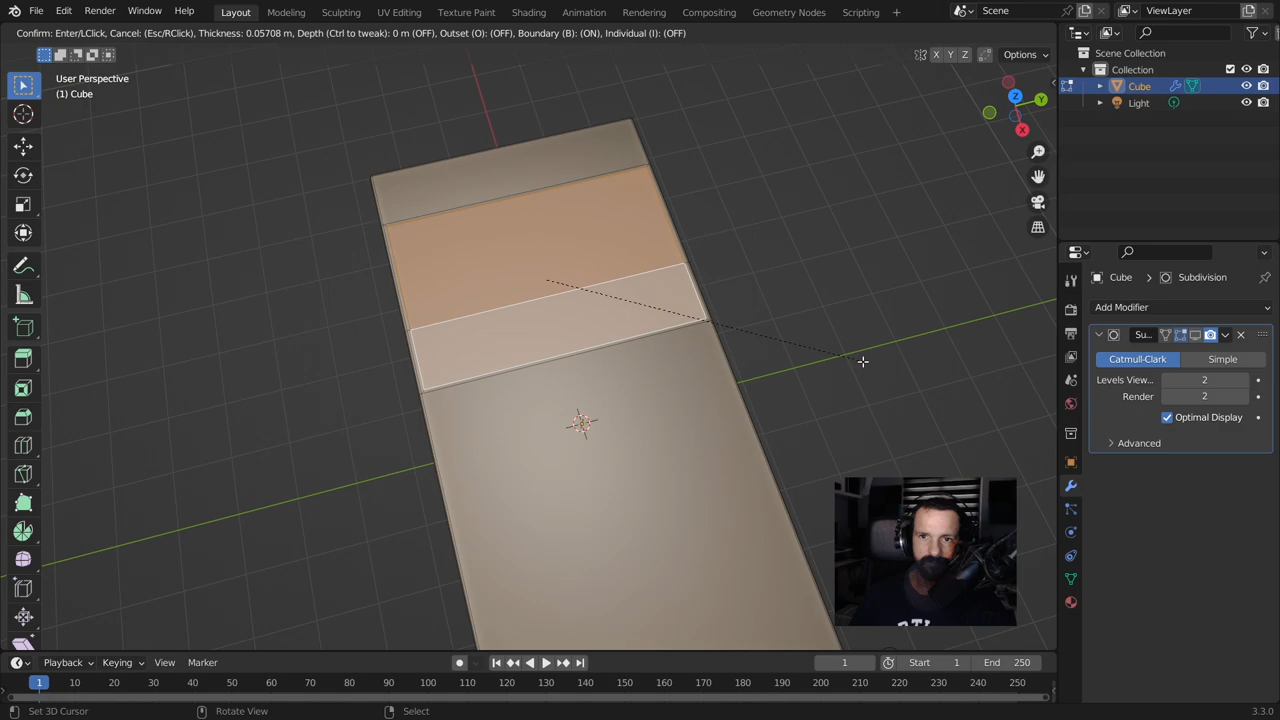 File Edit Render Window Help Layout Modeling Sculpting UV Editing Texture Paint Shading Animation Rendering Compositing Geometry Nodes Scripting + Scene ViewLayer
Confirm: Enter/LClick, Cancel: (Esc/RClick), Thickness: 0.05708 m, Depth (Ctrl to tweak): 0 m (OFF), Outset (O): (OFF), Boundary (B): (ON), Individual (I): (OFF)
X Y Z Options
User Perspective
(1) Cube
Z
Y
X
Scene Collection
Collection
Cube
Light
Cube > Subdivision
Add Modifier
Su...
Catmull-Clark Simple
Levels View... 2
Render 2
Optimal Display
Advanced
Playback Keying View Marker 1 Start 1 End 250
1 10 20 30 40 50 60 70 80 90 100 110 120 130 140 150 160 170 180 190 200 210 220 230 240 250
Set 3D Cursor Rotate View Select 3.3.0